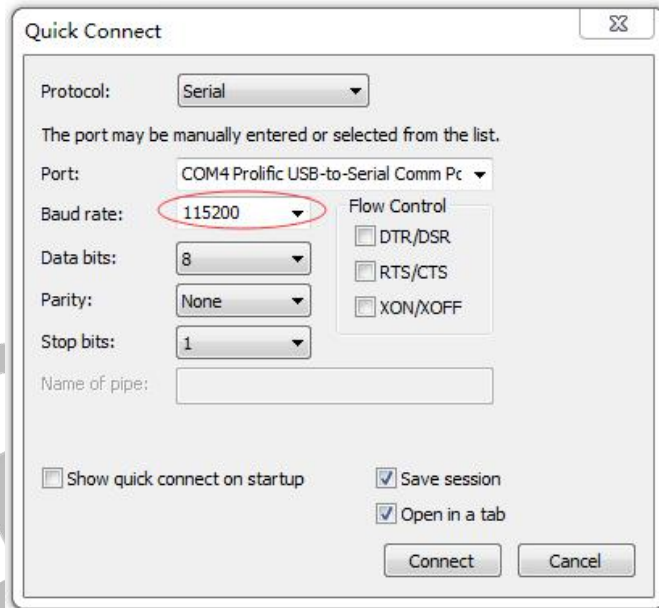 Quick Connect
Protocol: Serial
The port may be manually entered or selected from the list.
Port: COM4 Prolific USB-to-Serial Comm Pc
Baud rate: 115200
Flow Control
DTR/DSR
Data bits: 8
RTS/CTS
Parity: None
XON/XOFF
Stop bits: 1
Name of pipe:
Show quick connect on startup
Save session
Open in a tab
Connect
Cancel